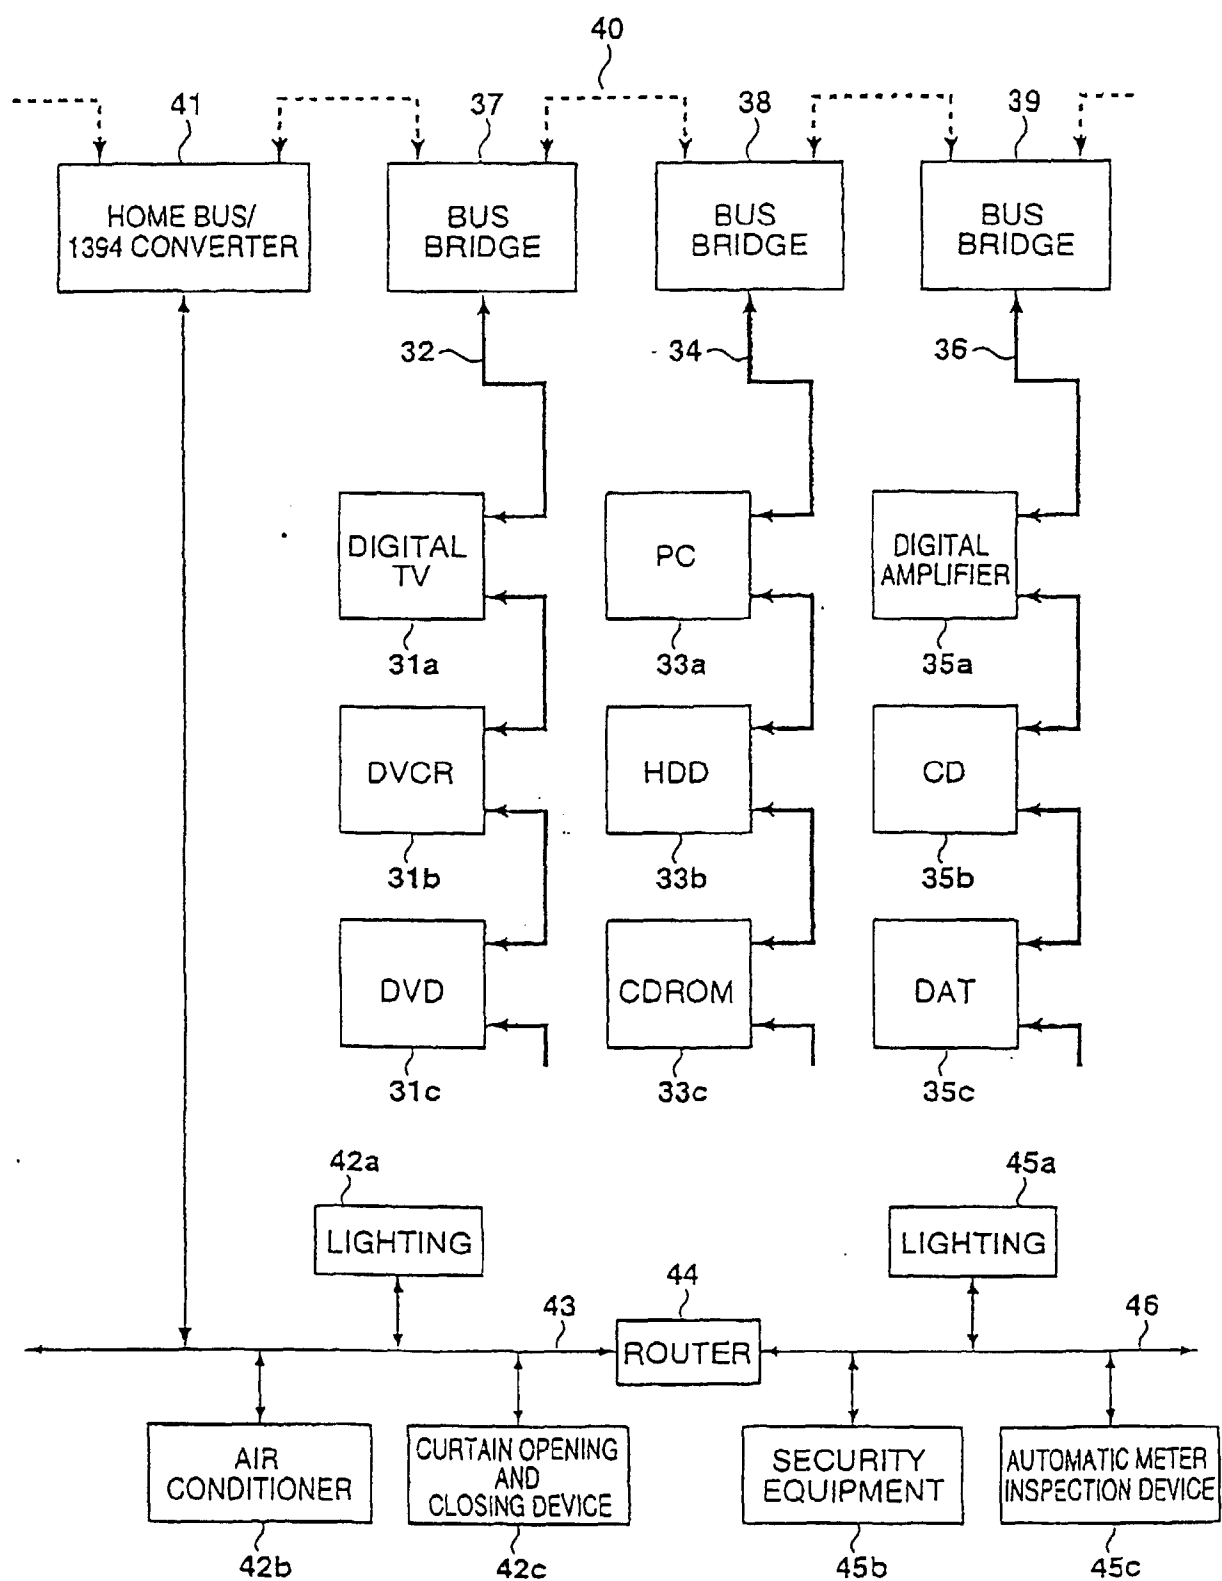 40
41
37
38
39
HOME BUS/
1394 CONVERTER
BUS
BRIDGE
BUS
BRIDGE
BUS
BRIDGE
32
34
36
DIGITAL
TV
PC
DIGITAL
AMPLIFIER
31a
33a
35a
DVCR
HDD
CD
31b
33b
35b
DVD
CDROM
DAT
31c
33c
35c
42a
45a
LIGHTING
LIGHTING
43
44
46
ROUTER
AIR
CONDITIONER
CURTAIN OPENING
AND
CLOSING DEVICE
SECURITY
EQUIPMENT
AUTOMATIC METER
INSPECTION DEVICE
42b
42c
45b
45c